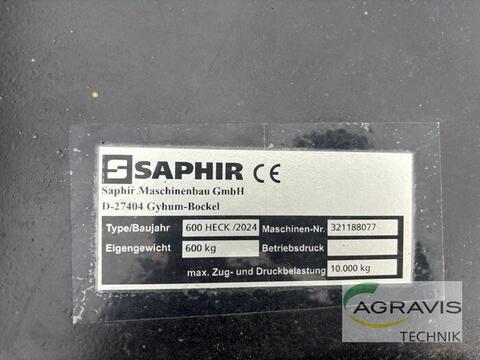 SAPHIR CE
Saphir Maschinenbau GmbH
D-27404 Gyhum-Bockel
Type/Baujahr 600 HECK /2024 Maschinen-Nr. 321188077
Eigengewicht 600 kg Betriebsdruck
max. Zug- und Druckbelastung 10.000 kg
AGRAVIS
TECHNIK